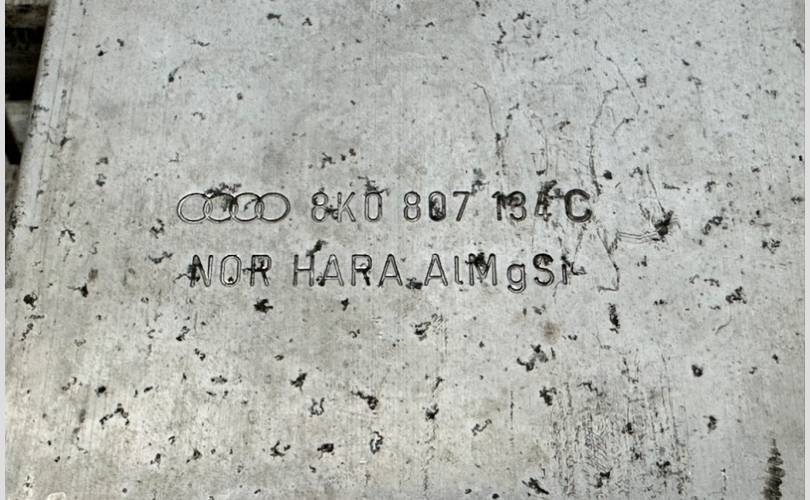 8K0 807 134 C
NOR HARA AlMgSi